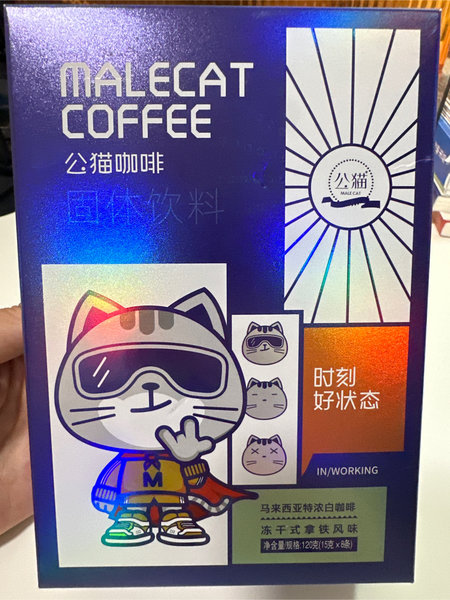 MALECAT
COFFEE
公猫咖啡
固体饮料
公猫
MALE CAT
时刻
好状态
IN/WORKING
M
马来西亚特浓白咖啡
冻干式拿铁风味
净含量/规格:120克(15克×8条)